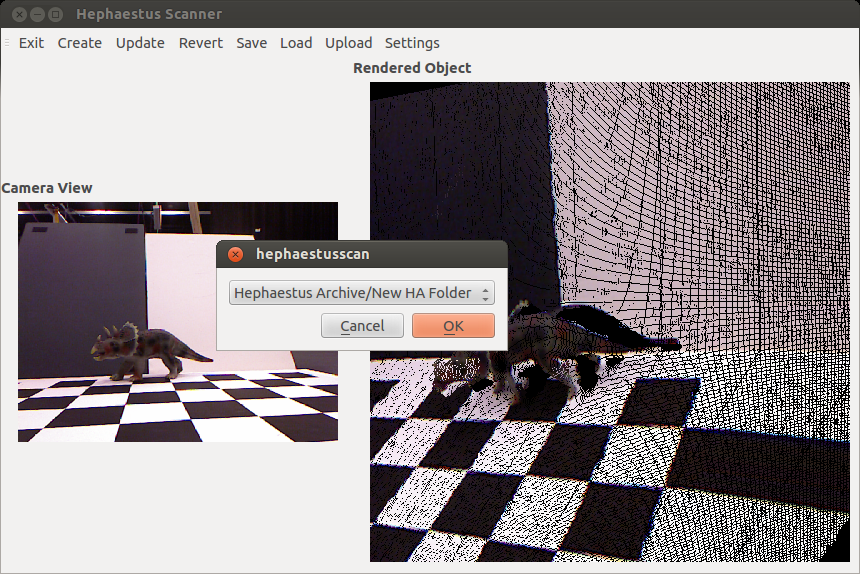 Hephaestus Scanner
Exit Create Update Revert Save Load Upload Settings
Rendered Object
Camera View
hephaestusscan
Hephaestus Archive/New HA Folder
Cancel OK